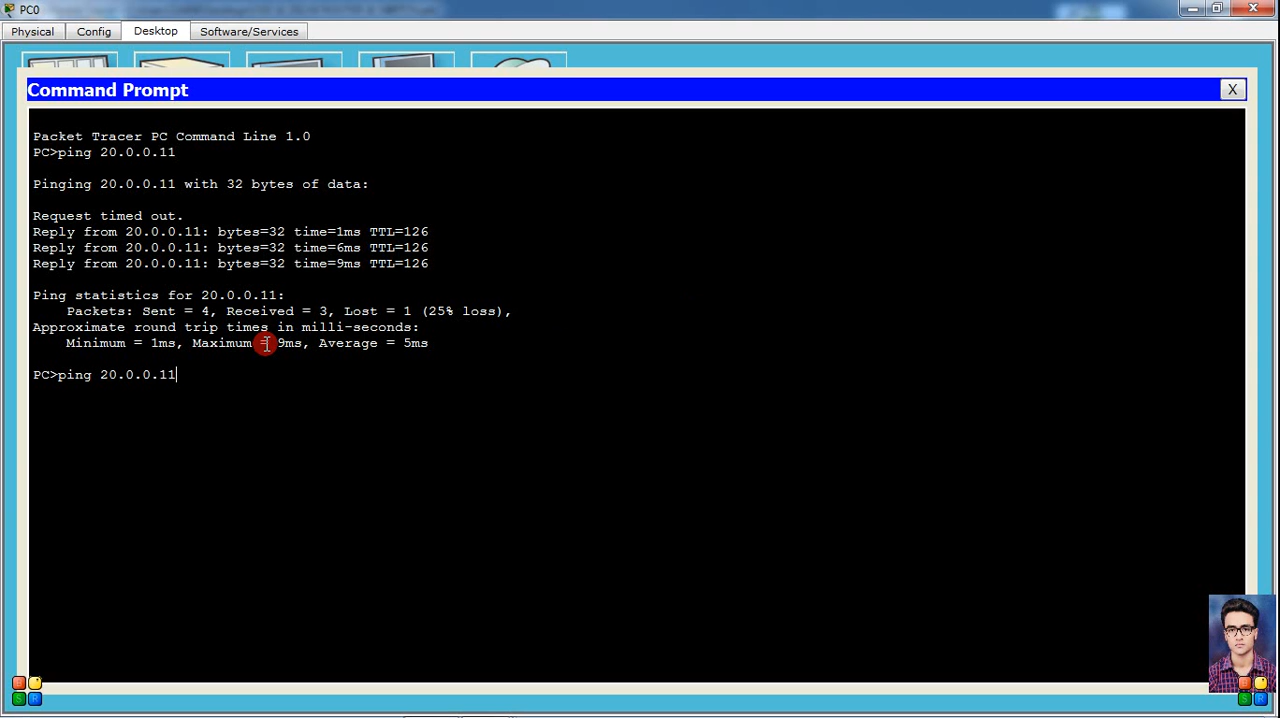 PC0
Physical Config Desktop Software/Services
Command Prompt X
Packet Tracer PC Command Line 1.0
PC>ping 20.0.0.11
Pinging 20.0.0.11 with 32 bytes of data:
Request timed out.
Reply from 20.0.0.11: bytes=32 time=1ms TTL=126
Reply from 20.0.0.11: bytes=32 time=6ms TTL=126
Reply from 20.0.0.11: bytes=32 time=9ms TTL=126
Ping statistics for 20.0.0.11:
Packets: Sent = 4, Received = 3, Lost = 1 (25% loss),
Approximate round trip times in milli-seconds:
Minimum = 1ms, Maximum = 9ms, Average = 5ms
PC>ping 20.0.0.11
S R
S R